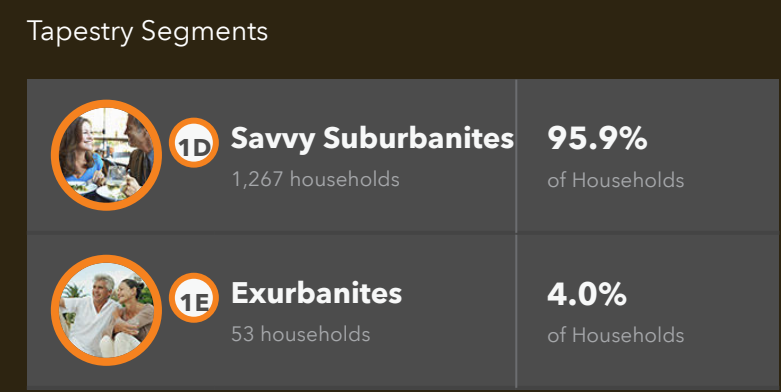 Tapestry Segments
1D Savvy Suburbanites 95.9%
1,267 households of Households
1E Exurbanites 4.0%
53 households of Households